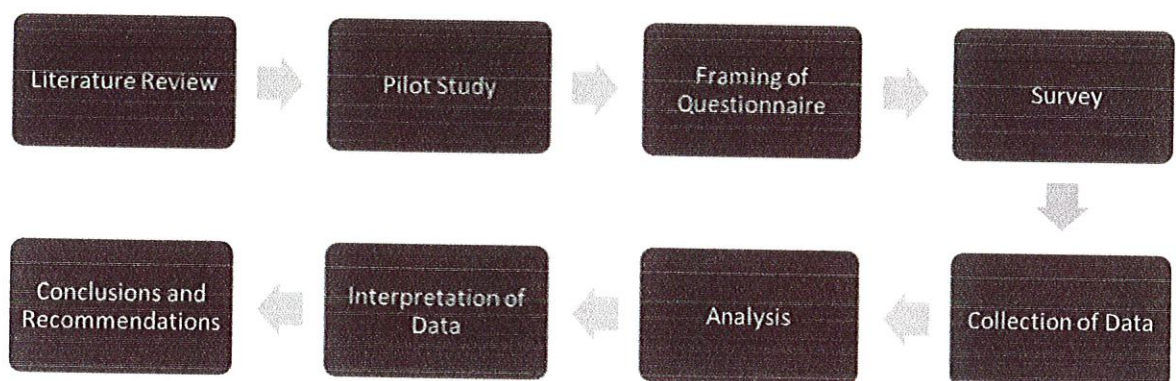 Literature Review
Pilot Study
Framing of
Questionnaire
Survey
Collection of Data
Analysis
Interpretation of
Data
Conclusions and
Recommendations